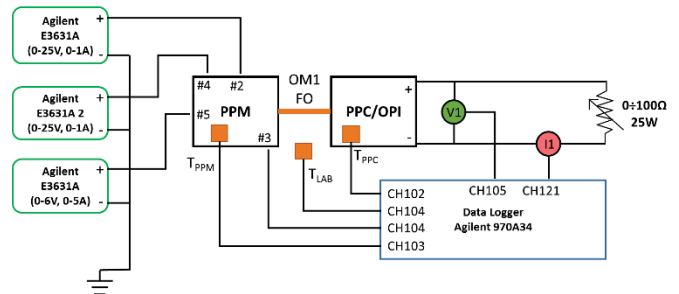 Agilent
E3631A
(0-25V, 0-1A)
+
-
Agilent
E3631A 2
(0-25V, 0-1A)
+
-
Agilent
E3631A
(0-6V, 0-5A)
+
-
#4
#2
#5
PPM
#3
TPPM
OM1
FO
TLAB
PPC/OPI
+
-
TPPC
V1
I1
0÷100Ω
25W
CH105
CH121
CH102
CH104
CH104
CH103
Data Logger
Agilent 970A34